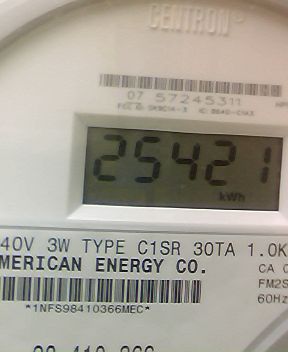 CENTRON®
07 57245311
25421
kWh
40V 3W TYPE C1SR 30TA 1.0K
MERICAN ENERGY CO.
CA 0
FM2S
60Hz
*1NFS98410366MEC*